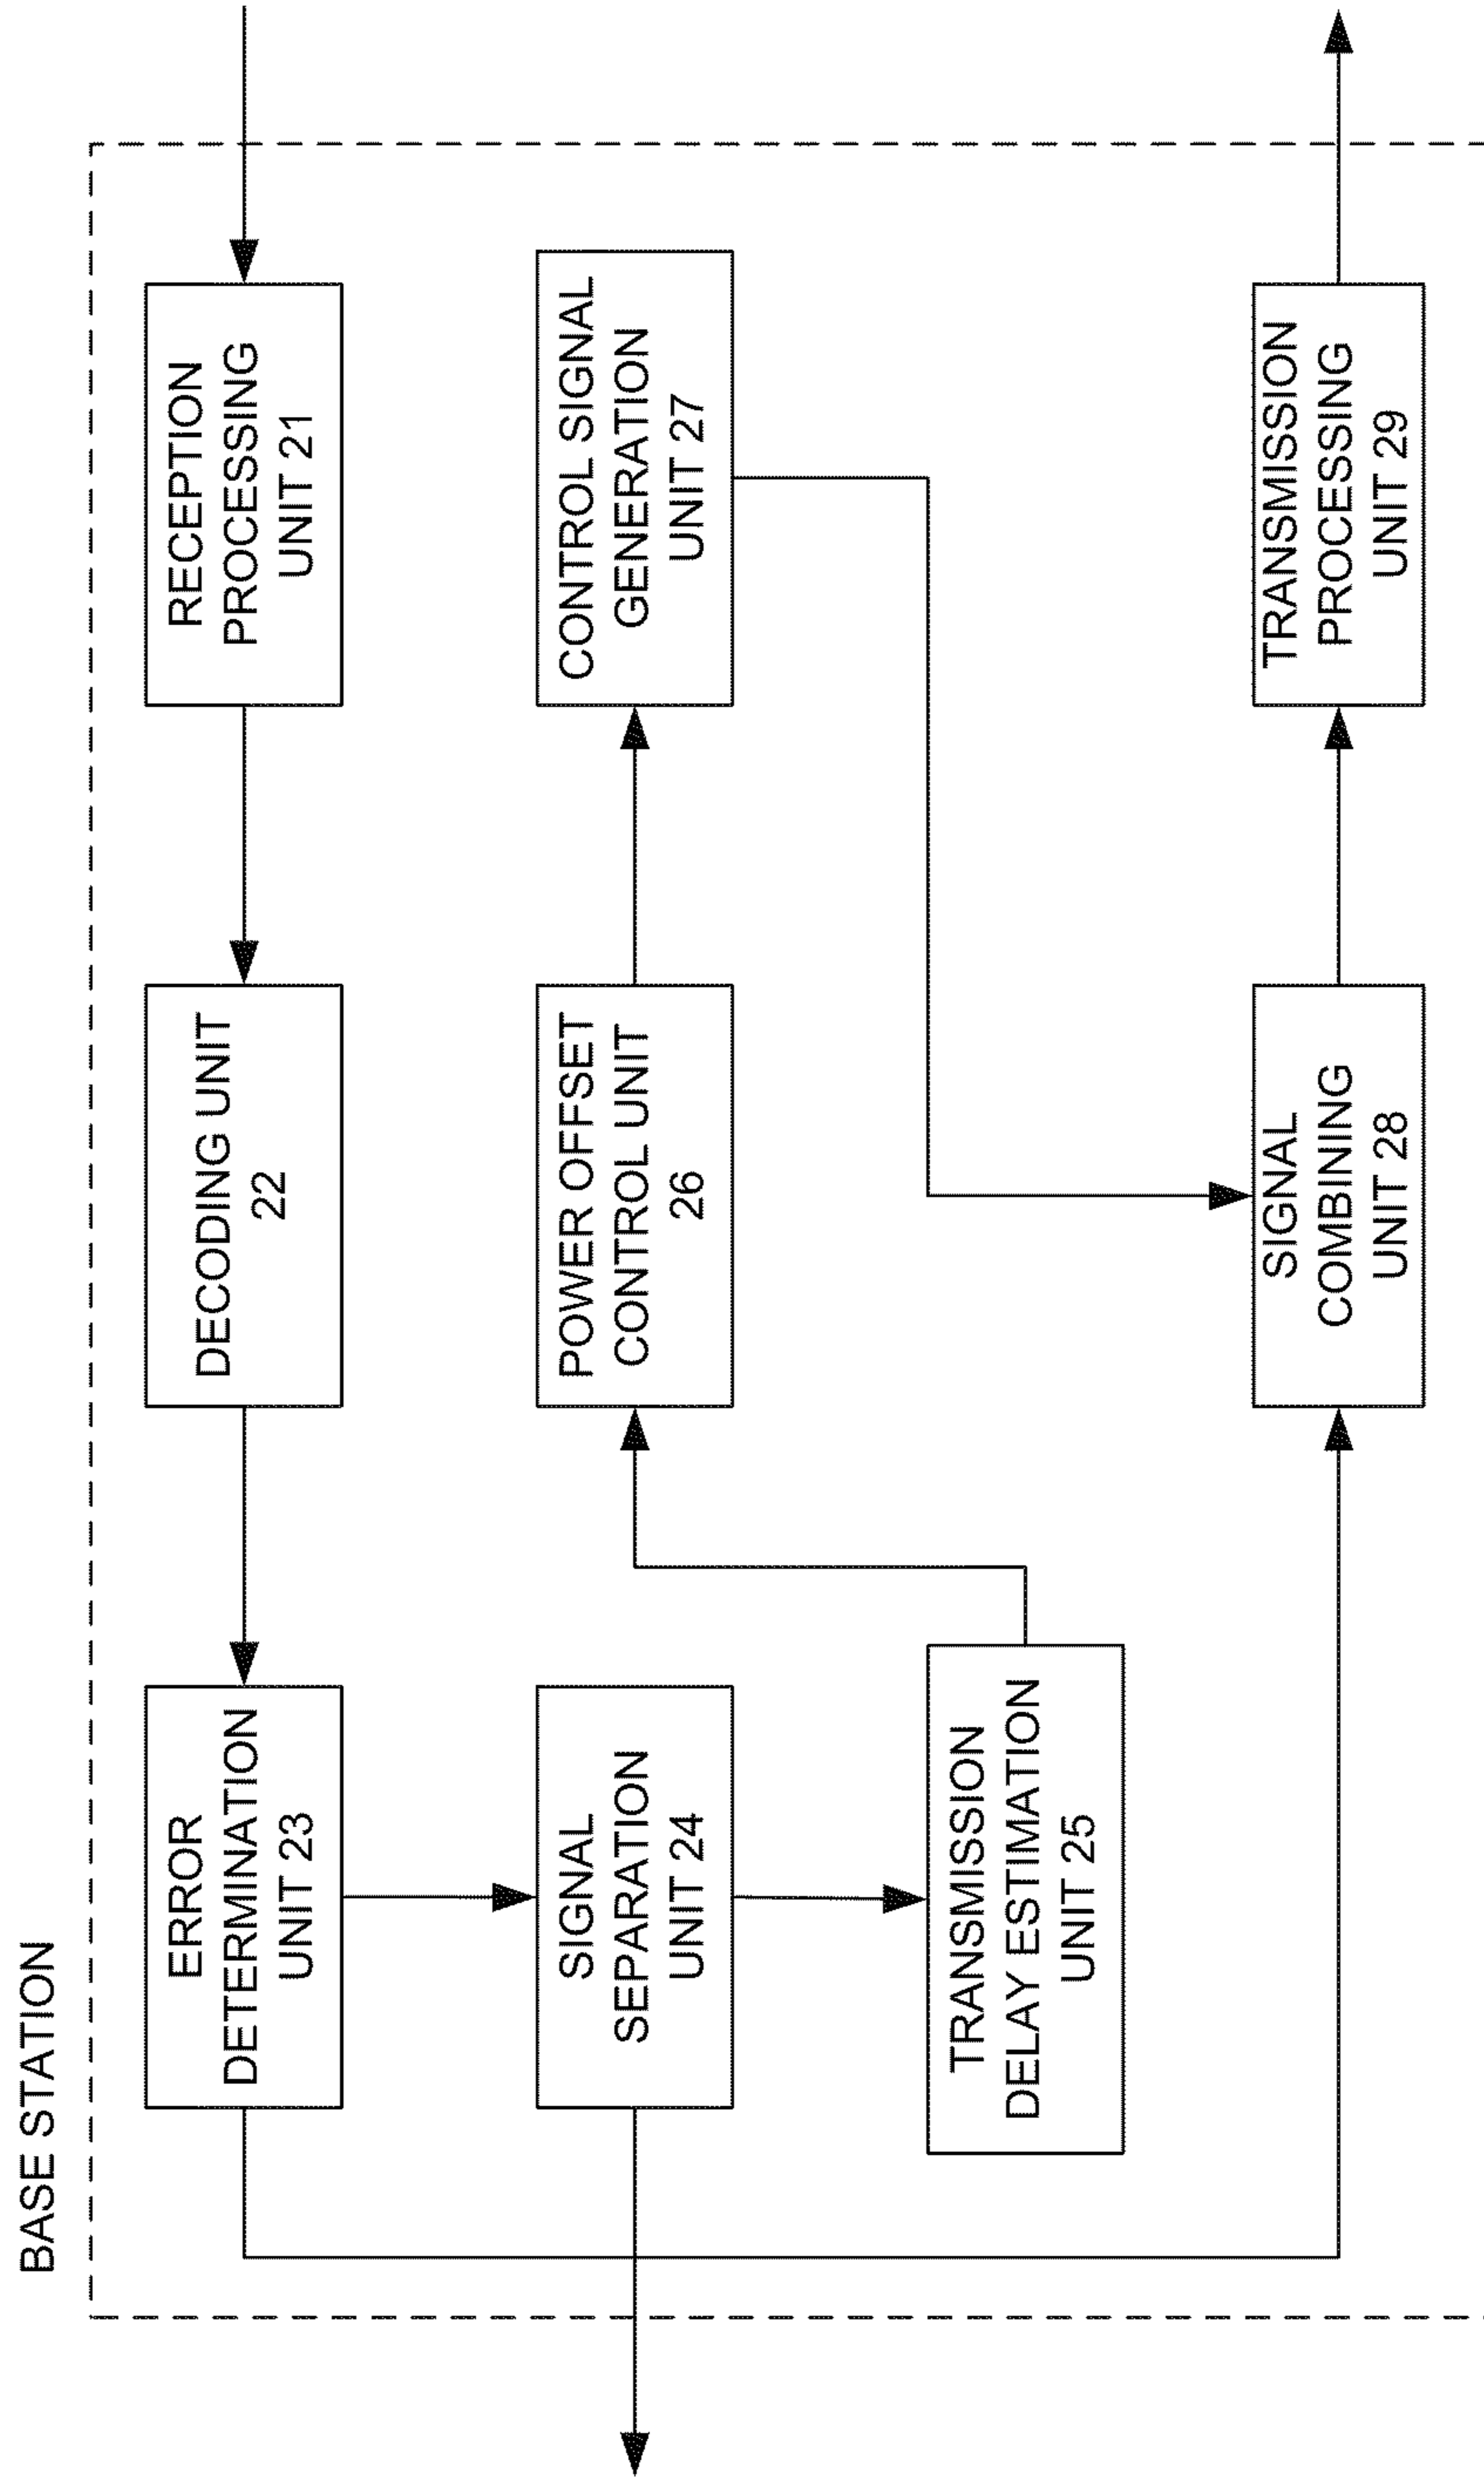 BASE STATION
ERROR
DETERMINATION
UNIT 23
DECODING UNIT
22
RECEPTION
PROCESSING
UNIT 21
SIGNAL
SEPARATION
UNIT 24
POWER OFFSET
CONTROL UNIT
26
CONTROL SIGNAL
GENERATION
UNIT 27
TRANSMISSION
DELAY ESTIMATION
UNIT 25
SIGNAL
COMBINING
UNIT 28
TRANSMISSION
PROCESSING
UNIT 29